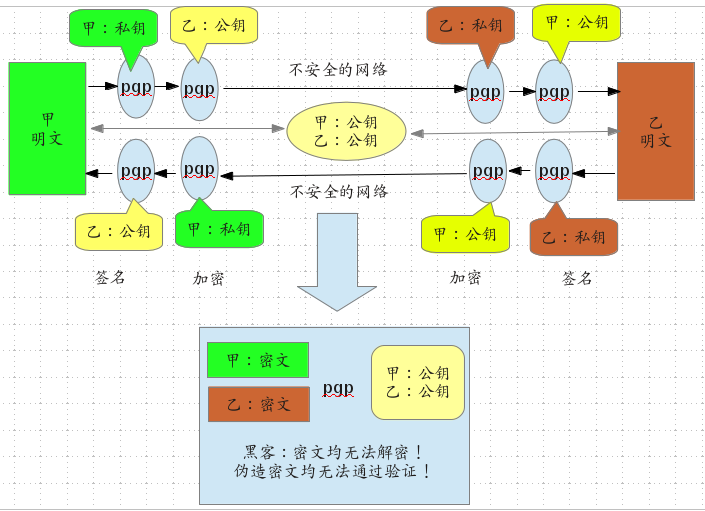 甲：私钥
乙：公钥
乙：私钥
甲：公钥
不安全的网络
pgp
pgp
pgp
pgp
甲
明文
甲：公钥
乙：公钥
乙
明文
pgp
pgp
pgp
pgp
不安全的网络
乙：公钥
甲：私钥
甲：公钥
乙：私钥
签名
加密
加密
签名
甲：密文
乙：密文
pgp
甲：公钥
乙：公钥
黑客：密文均无法解密！
伪造密文均无法通过验证！